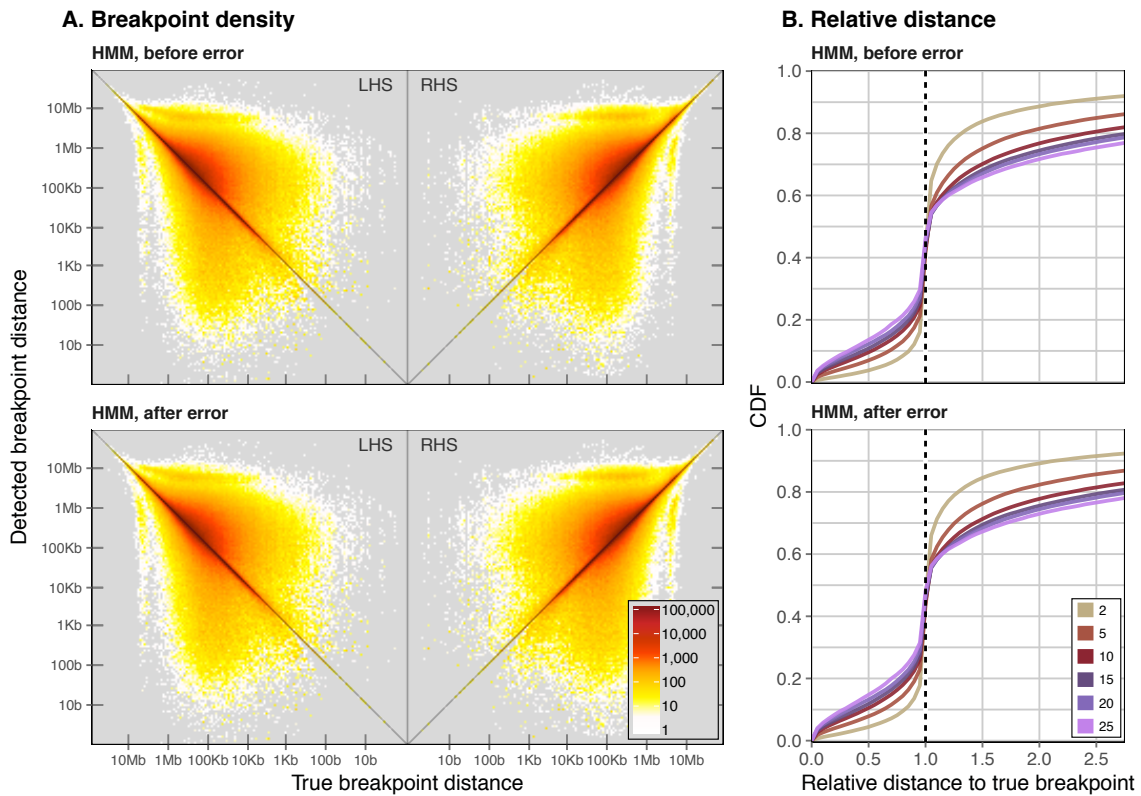 A. Breakpoint density
B. Relative distance
HMM, before error
HMM, before error
LHS
RHS
10Mb
1Mb
100Kb
10Kb
1Kb
100b
10b
1.0
0.8
0.6
0.4
0.2
0.0
Detected breakpoint distance
CDF
HMM, after error
HMM, after error
LHS
RHS
10Mb
1Mb
100Kb
10Kb
1Kb
100b
10b
100,000
10,000
1,000
100
10
1
1.0
0.8
0.6
0.4
0.2
0.0
2
5
10
15
20
25
10Mb 1Mb 100Kb 10Kb 1Kb 100b 10b 10b 100b 1Kb 10Kb 100Kb 1Mb 10Mb
0.0 0.5 1.0 1.5 2.0 2.5
True breakpoint distance
Relative distance to true breakpoint